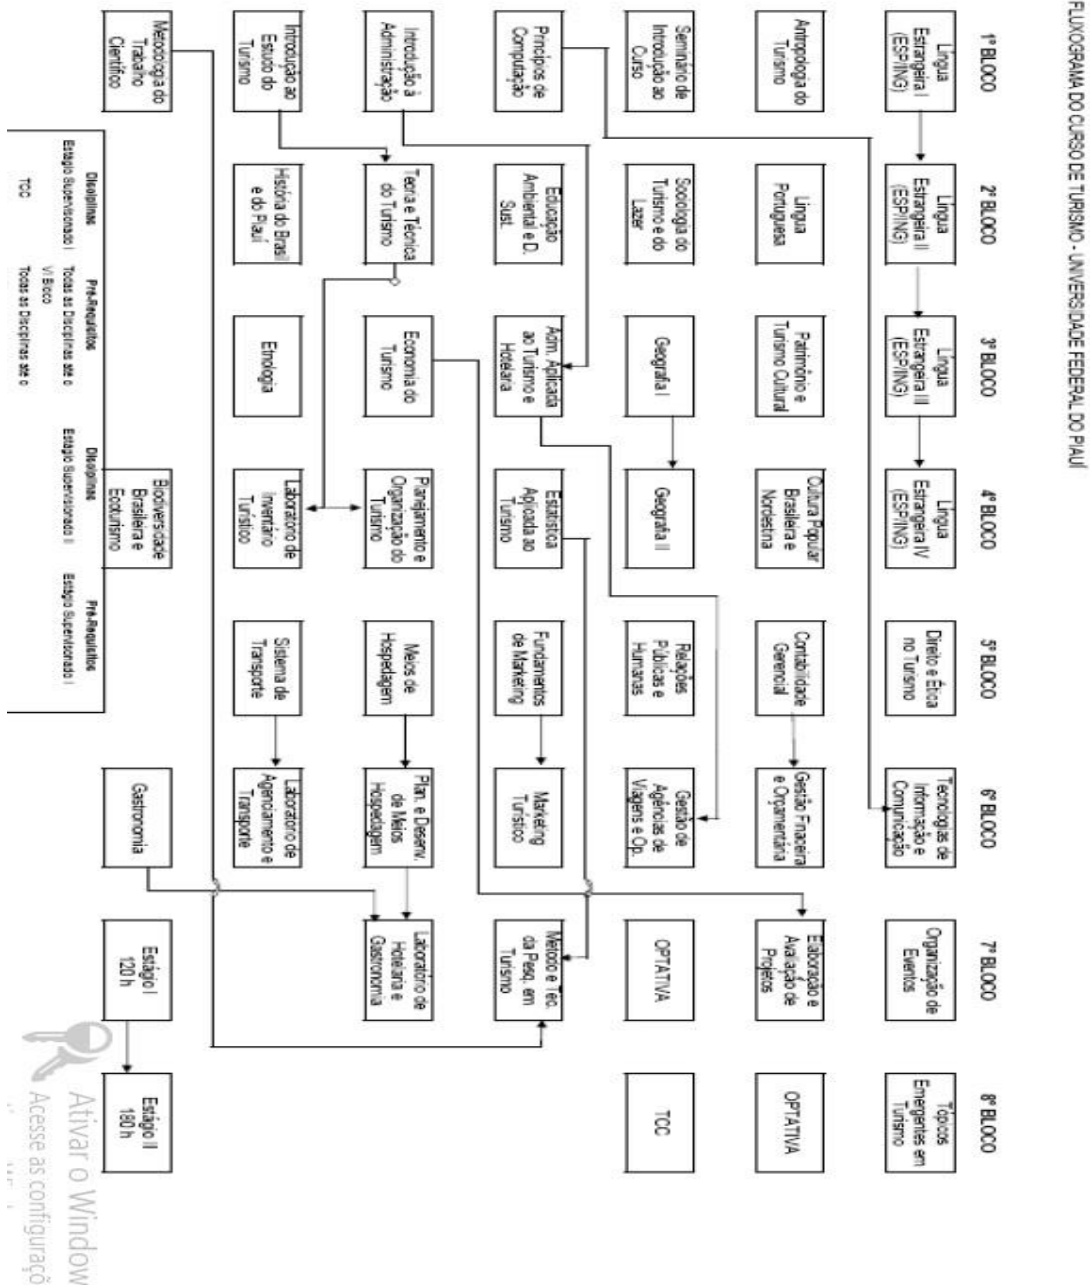 FLUXOGRAMA DO CURSO DE TURISMO - UNIVERSIDADE FEDERAL DO PIAUÍ
1º BLOCO
2º BLOCO
3º BLOCO
4º BLOCO
5º BLOCO
6º BLOCO
7º BLOCO
8º BLOCO
Língua
Estrangeira I
(ESP/ING)
Língua
Estrangeira II
(ESP/ING)
Língua
Estrangeira III
(ESP/ING)
Língua
Estrangeira IV
(ESP/ING)
Direito e Ética
no Turismo
Tecnologias de
Informação e
Comunicação
Organização de
Eventos
Tópicos
Emergentes em
Turismo
Antropologia do
Turismo
Língua
Portuguesa
Patrimônio e
Turismo Cultural
Cultura Popular
Brasileira e
Nordestina
Contabilidade
Gerencial
Gestão Finaceira
e Orçamentária
Elaboração e
Avaliação de
Projetos
OPTATIVA
Seminário de
Introdução ao
Curso
Sociologia do
Turismo e do
Lazer
Geografia I
Geografia II
Relações
Públicas e
Humanas
Gestão de
Agências de
Viagens e Op.
OPTATIVA
TCC
Princípios de
Computação
Educação
Ambiental e D.
Sust.
Adm. Aplicada
ao Turismo e
Hotelaria
Estatística
Aplicada ao
Turismo
Fundamentos
de Marketing
Marketing
Turístico
Metodo e Téc.
da Pesq. em
Turismo
Introdução à
Administração
Teoria e Técnica
do Turismo
Economia do
Turismo
Planejamento e
Organização do
Turismo
Meios de
Hospedagem
Plan. e Desenv.
de Meios
Hospedagem
Laboratório de
Hotelaria e
Gastronomia
Introdução ao
Estudo do
Turismo
História do Brasil
e do Piauí
Etnologia
Laboratório de
Inventário
Turístico
Sistema de
Transporte
Laboratório de
Agenciamento e
Transporte
Metodologia do
Trabalho
Científico
Biodiversidade
Brasileira e
Ecoturismo
Gastronomia
Estágio I
120 h
Estágio II
180 h
Disciplinas Pré-Requisitos Disciplinas Pré-Requisitos
Estágio Supervisionado I Todas as Disciplinas até o Estágio Supervisionado II Estágio Supervisionado I
VI Bloco
TCC Todas as Disciplinas até o
Ativar o Window
Acesse as configuraçõ